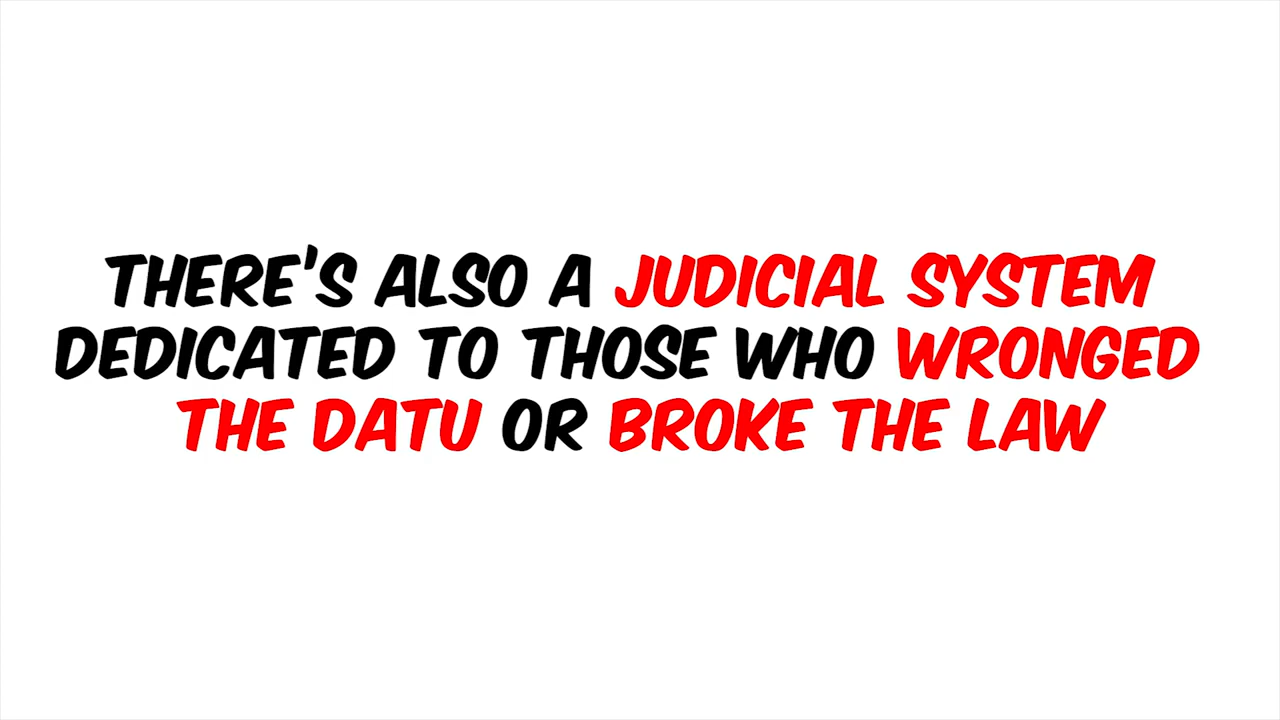 THERE'S ALSO A JUDICIAL SYSTEM
DEDICATED TO THOSE WHO WRONGED
THE DATU OR BROKE THE LAW